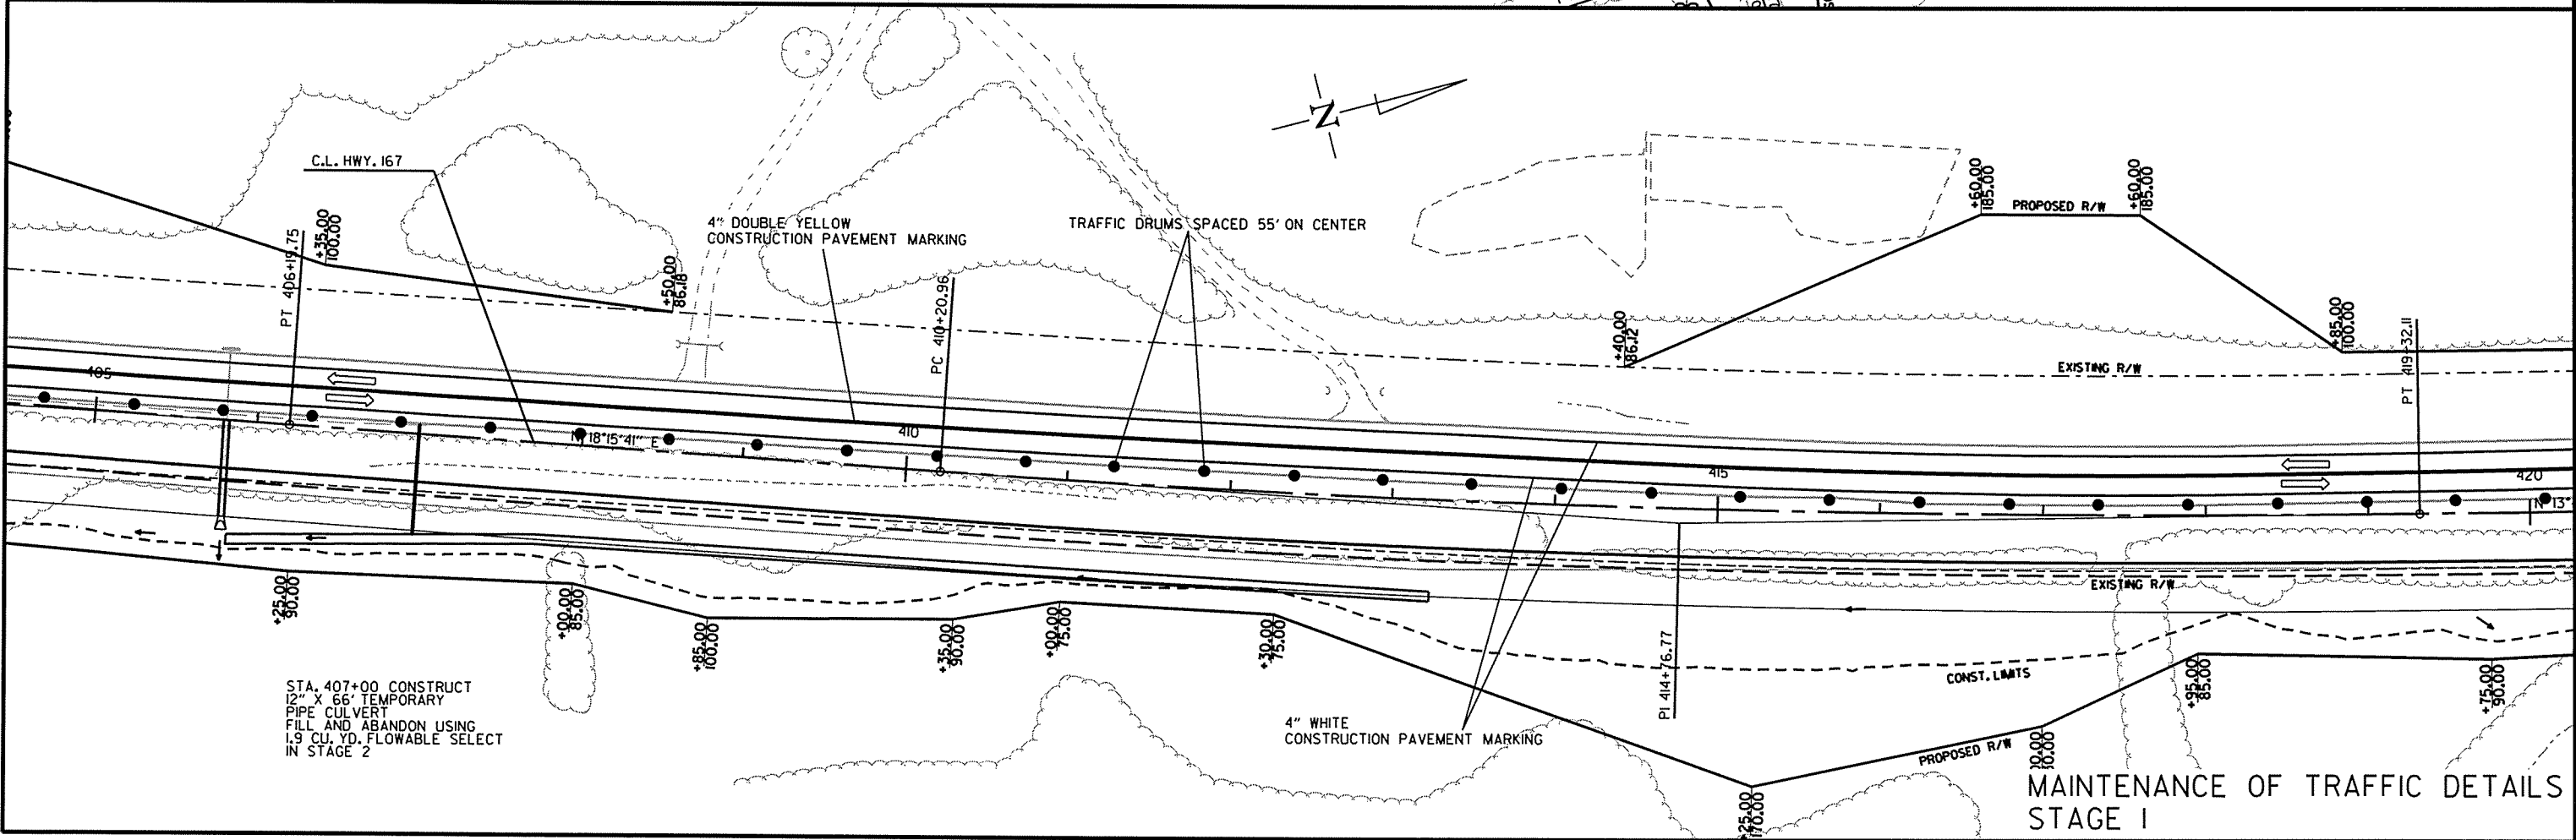 N
C.L. HWY. 167
4" DOUBLE YELLOW
CONSTRUCTION PAVEMENT MARKING
TRAFFIC DRUMS SPACED 55' ON CENTER
+60.00
185.00
PROPOSED R/W
+60.00
185.00
PT 406+19.75
+35.00
100.00
+50.00
86.18
PC 410+20.96
+40.00
86.12
+85.00
100.00
PT 419+32.11
EXISTING R/W
405
410
415
420
N 18°15'41" E
N 13°
EXISTING R/W
+25.00
90.00
+00.00
85.00
+85.00
100.00
+35.00
90.00
+00.00
75.00
+30.00
75.00
PI 414+76.77
CONST. LIMITS
+95.00
85.00
+75.00
90.00
STA. 407+00 CONSTRUCT
12" X 66' TEMPORARY
PIPE CULVERT
FILL AND ABANDON USING
1.9 CU. YD. FLOWABLE SELECT
IN STAGE 2
4" WHITE
CONSTRUCTION PAVEMENT MARKING
PROPOSED R/W
+25.00
170.00
MAINTENANCE OF TRAFFIC DETAILS
STAGE 1